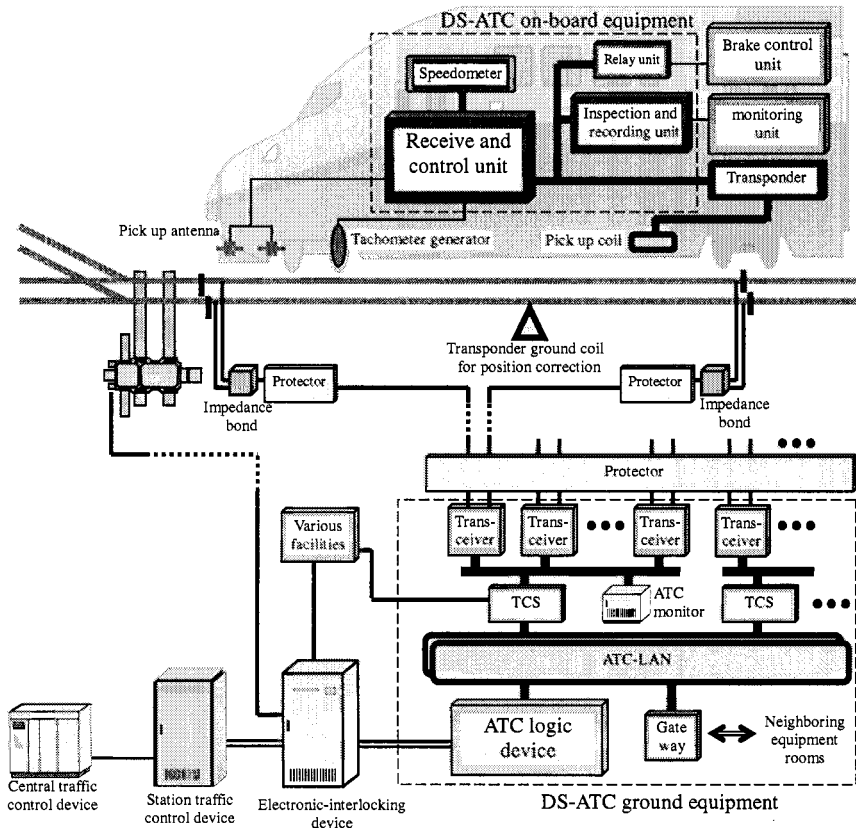 DS-ATC on-board equipment
Speedometer
Relay unit
Brake control
unit
Receive and
control unit
Inspection and
recording unit
monitoring
unit
Transponder
Pick up antenna
Tachometer generator
Pick up coil
Transponder ground coil
for position correction
Impedance
bond
Protector
Protector
Impedance
bond
Protector
Various
facilities
Trans-
ceiver
Trans-
ceiver
Trans-
ceiver
Trans-
ceiver
TCS
ATC
monitor
TCS
ATC-LAN
ATC logic
device
Gate
way
Neighboring
equipment
rooms
Central traffic
control device
Station traffic
control device
Electronic-interlocking
device
DS-ATC ground equipment